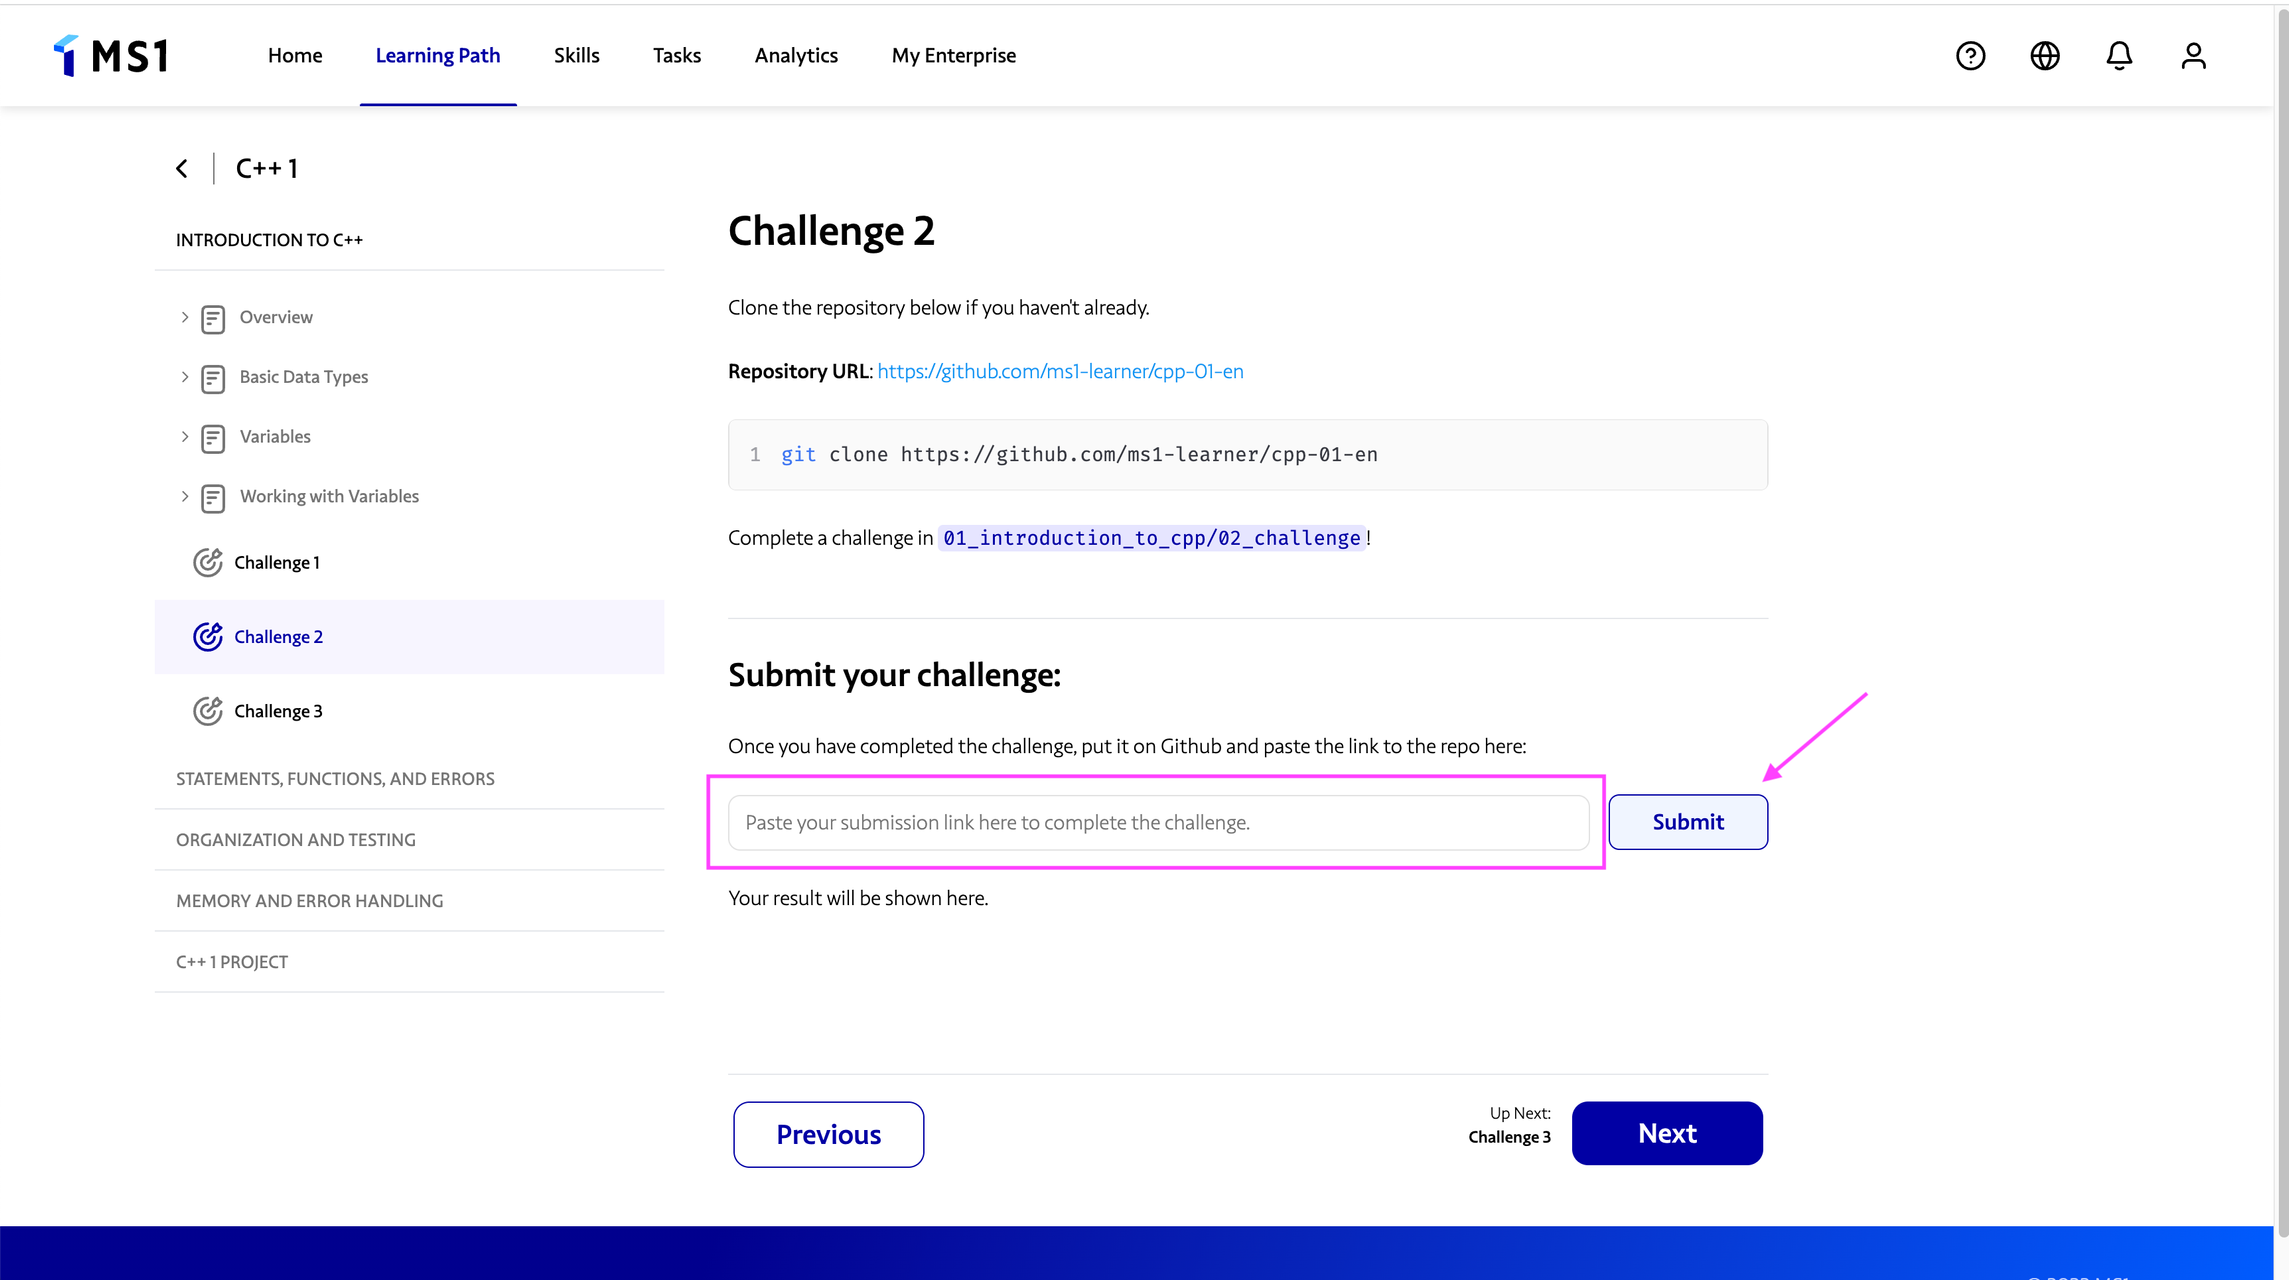 MS1
Home Learning Path Skills Tasks Analytics My Enterprise
C++ 1
INTRODUCTION TO C++
Overview
Basic Data Types
Variables
Working with Variables
Challenge 1
Challenge 2
Challenge 3
STATEMENTS, FUNCTIONS, AND ERRORS
ORGANIZATION AND TESTING
MEMORY AND ERROR HANDLING
C++ 1 PROJECT
Challenge 2
Clone the repository below if you haven't already.
Repository URL: https://github.com/ms1-learner/cpp-01-en
1 git clone https://github.com/ms1-learner/cpp-01-en
Complete a challenge in 01_introduction_to_cpp/02_challenge!
Submit your challenge:
Once you have completed the challenge, put it on Github and paste the link to the repo here:
Paste your submission link here to complete the challenge.
Submit
Your result will be shown here.
Previous
Up Next:
Challenge 3
Next